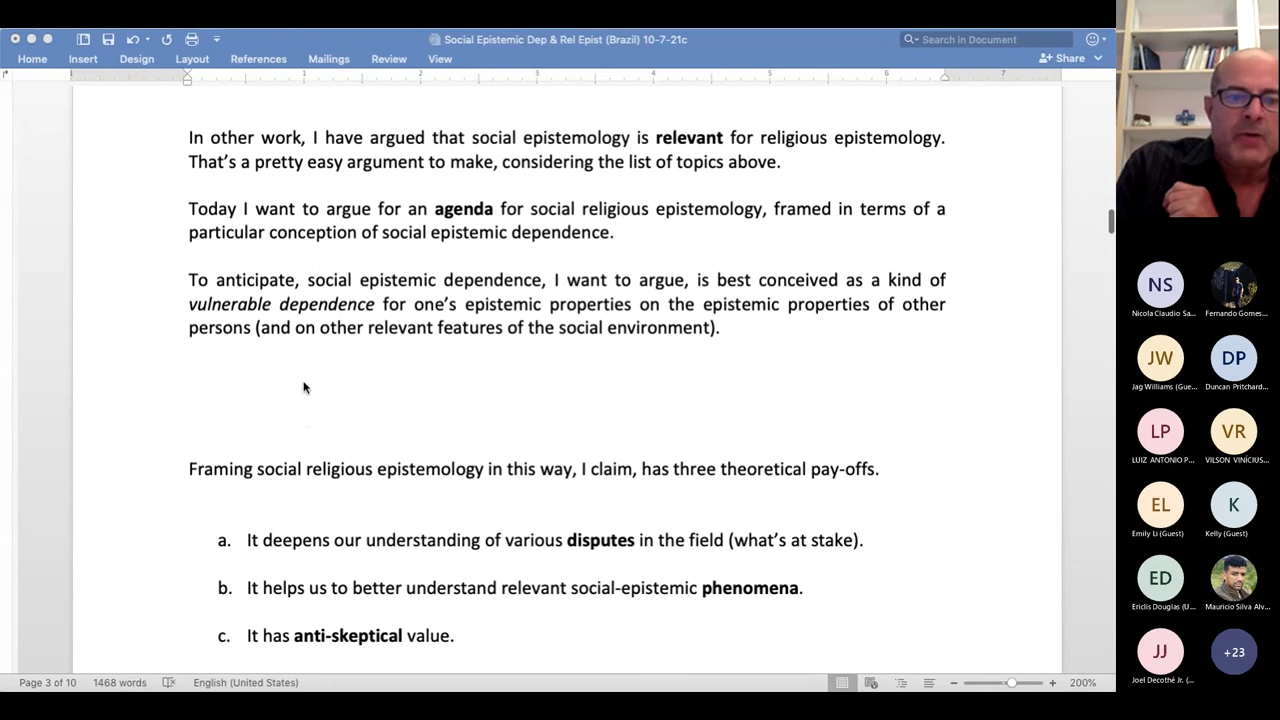 Social Epistemic Dep & Rel Epist (Brazil) 10-7-21c
Search in Document
Home Insert Design Layout References Mailings Review View
Share
1 2 3 4 5 6 7
In other work, I have argued that social epistemology is relevant for religious epistemology.
That's a pretty easy argument to make, considering the list of topics above.
Today I want to argue for an agenda for social religious epistemology, framed in terms of a
particular conception of social epistemic dependence.
To anticipate, social epistemic dependence, I want to argue, is best conceived as a kind of
vulnerable dependence for one's epistemic properties on the epistemic properties of other
persons (and on other relevant features of the social environment).
Framing social religious epistemology in this way, I claim, has three theoretical pay-offs.
a. It deepens our understanding of various disputes in the field (what's at stake).
b. It helps us to better understand relevant social-epistemic phenomena.
c. It has anti-skeptical value.
Page 3 of 10 1468 words English (United States) 200%
NS
Nicola Claudio Sa... Fernando Gomes...
JW DP
Jag Williams (Gue... Duncan Pritchard...
LP VR
LUIZ ANTONIO P... VILSON VINÍCIUS...
EL K
Emily Li (Guest) Kelly (Guest)
ED
Ericlis Douglas (U... Mauricio Silva Alv...
JJ +23
Joel Decothé Jr. (...